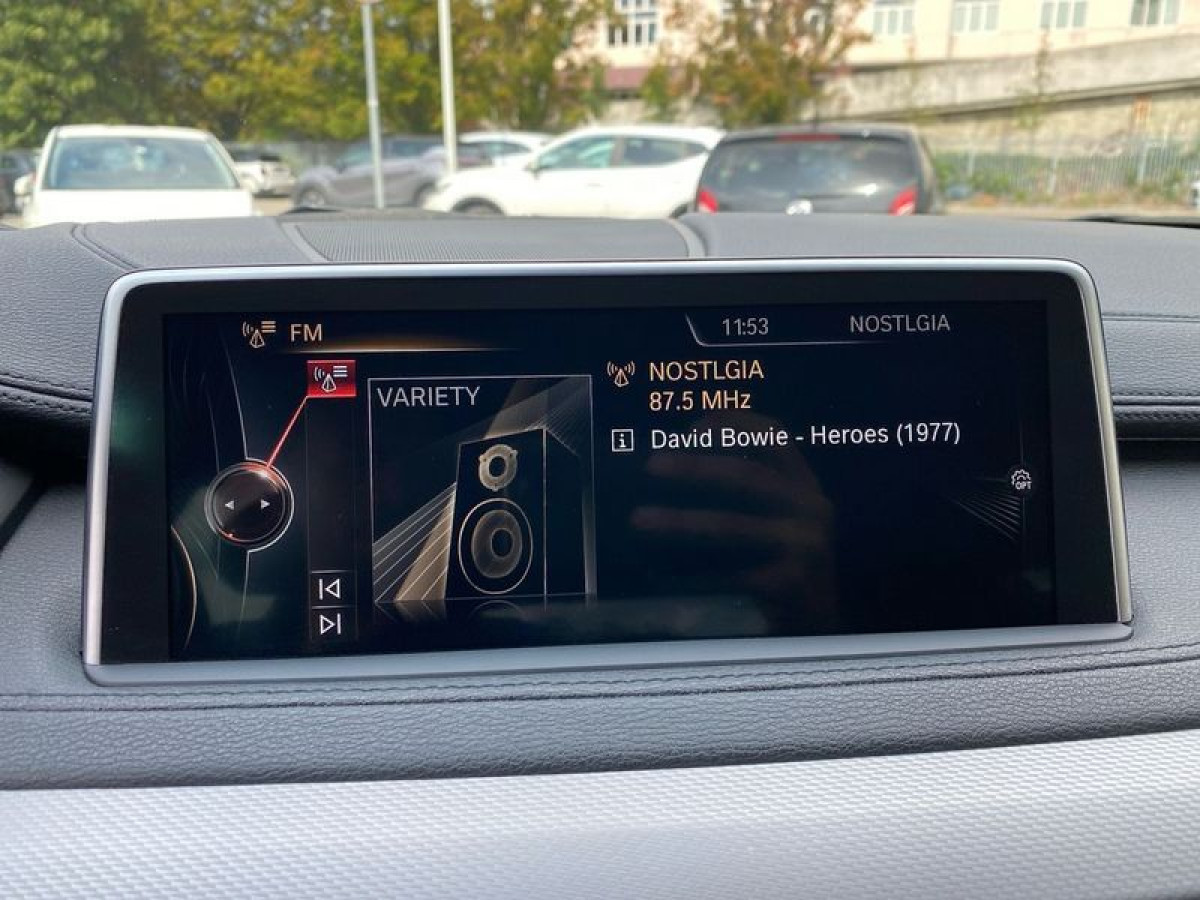 FM
11:53
NOSTLGIA
VARIETY
NOSTLGIA
87.5 MHz
David Bowie - Heroes (1977)
OPT